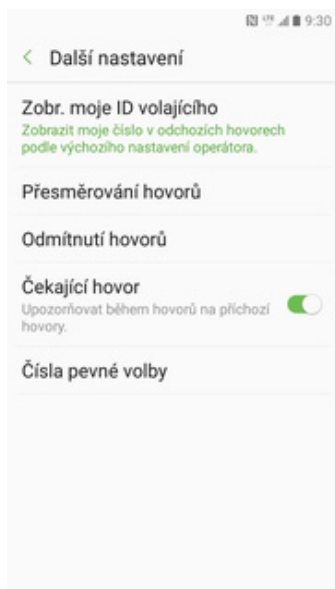 9:30
Další nastavení
Zobr. moje ID volajícího
Zobrazit moje číslo v odchozích hovorech
podle výchozího nastavení operátora.
Přesměrování hovorů
Odmítnutí hovorů
Čekající hovor
Upozorňovat během hovorů na příchozí
hovory.
Čísla pevné volby